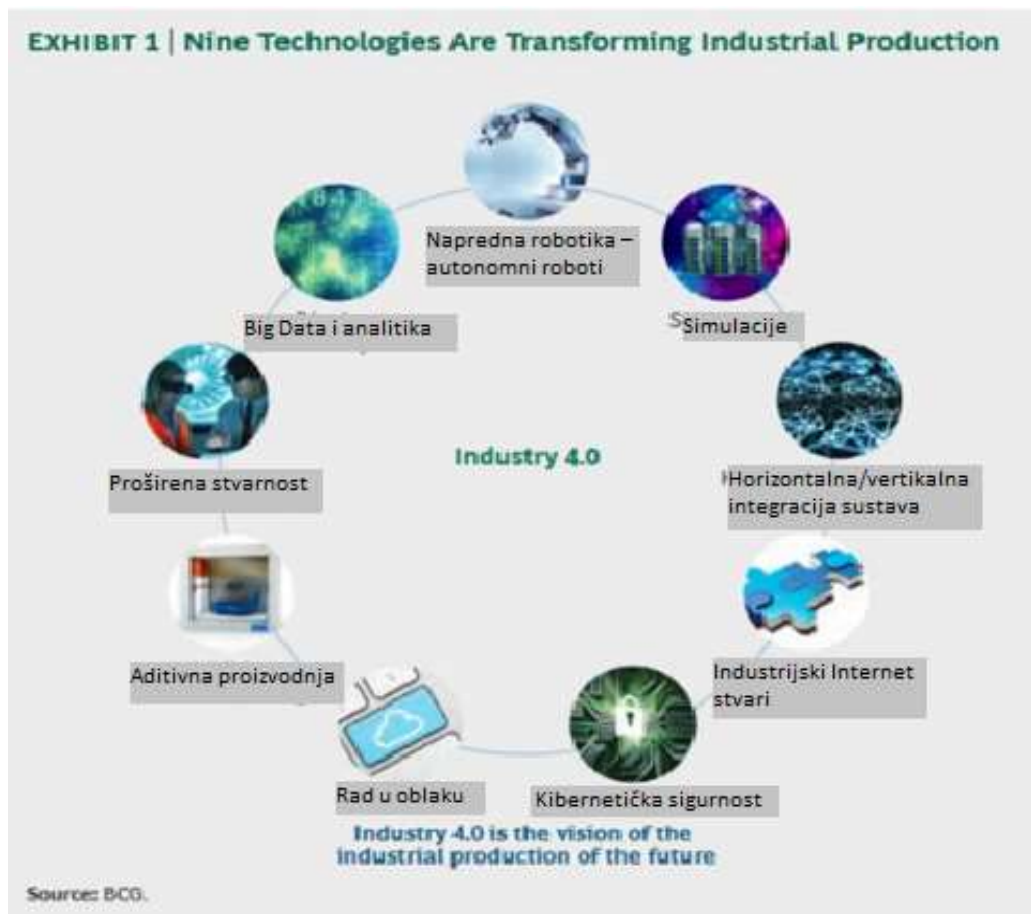 EXHIBIT 1 | Nine Technologies Are Transforming Industrial Production
Napredna robotika –
autonomni roboti
Big Data i analitika
Simulacije
Proširena stvarnost
Industry 4.0
Horizontalna/vertikalna
integracija sustava
Aditivna proizvodnja
Industrijski Internet
stvari
Rad u oblaku
Kibernetička sigurnost
Industry 4.0 is the vision of the
industrial production of the future
Source: BCG.